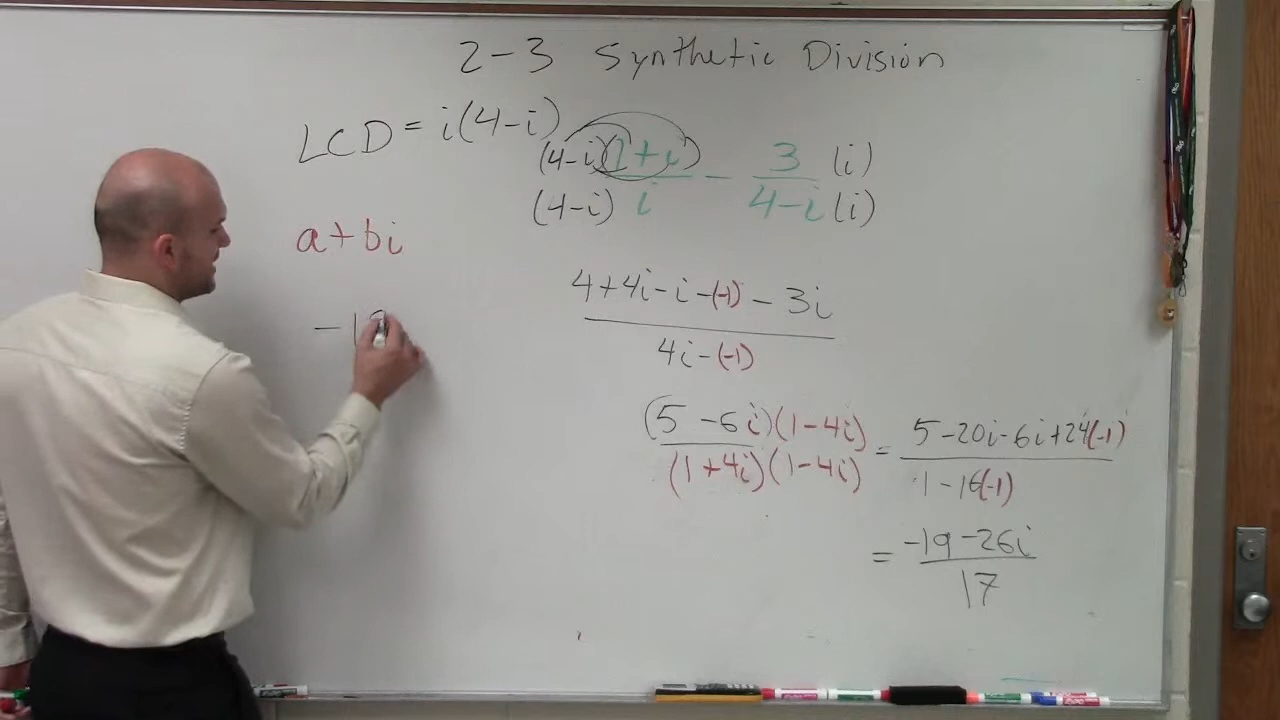 2-3 Synthetic Division
LCD = i(4-i)
(4-i)(1+i) / (4-i) i - 3 (i) / 4-i (i)
a+bi
4+4i-i-(-1)-3i / 4i-(-1)
-19
(5-6i)(1-4i) / (1+4i)(1-4i) = 5-20i-6i+24(-1) / 1-16(-1)
= -19-26i / 17